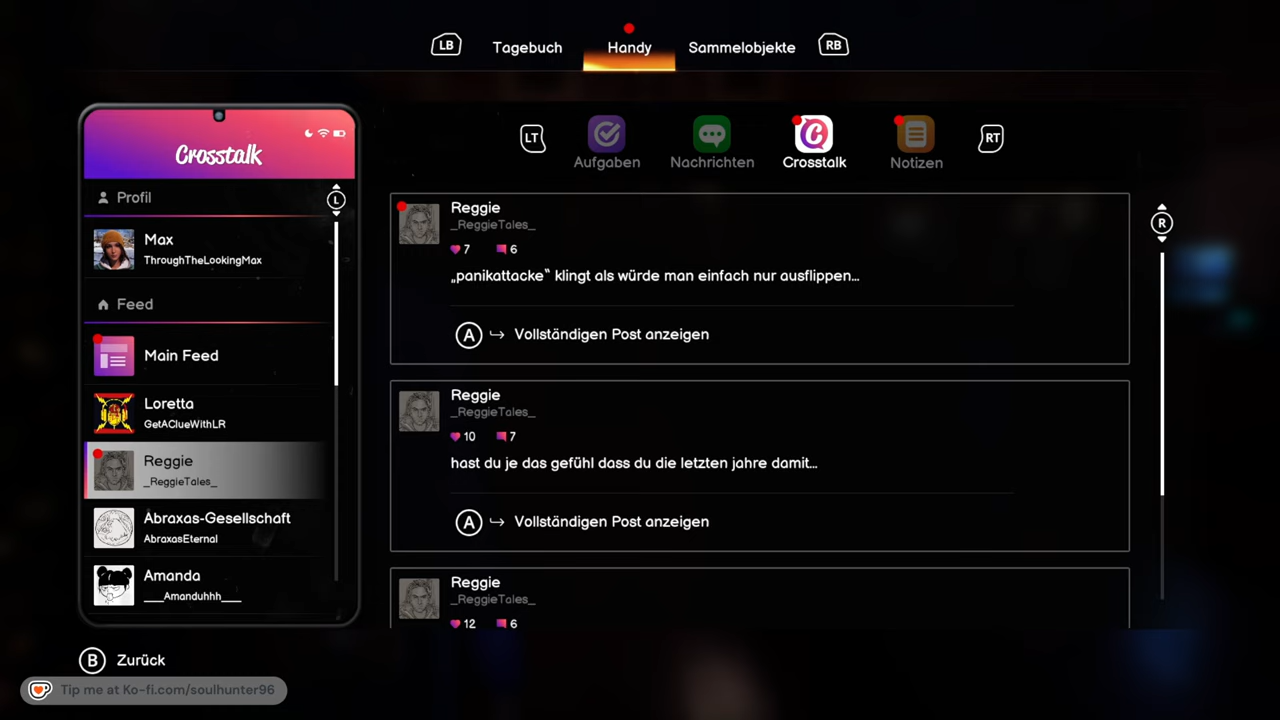 LB Tagebuch Handy Sammelobjekte RB
Crosstalk
Profil
L
Max
ThroughTheLookingMax
Feed
Main Feed
Loretta
GetAClueWithLR
Reggie
_ReggieTales_
Abraxas-Gesellschaft
AbraxasEternal
Amanda
___Amanduhhh___
LT Aufgaben Nachrichten Crosstalk Notizen RT
Reggie
_ReggieTales_
7 6
„panikattacke“ klingt als würde man einfach nur ausflippen...
A Vollständigen Post anzeigen
R
Reggie
_ReggieTales_
10 7
hast du je das gefühl dass du die letzten jahre damit...
A Vollständigen Post anzeigen
Reggie
_ReggieTales_
12 6
B Zurück
Tip me at Ko-fi.com/soulhunter96